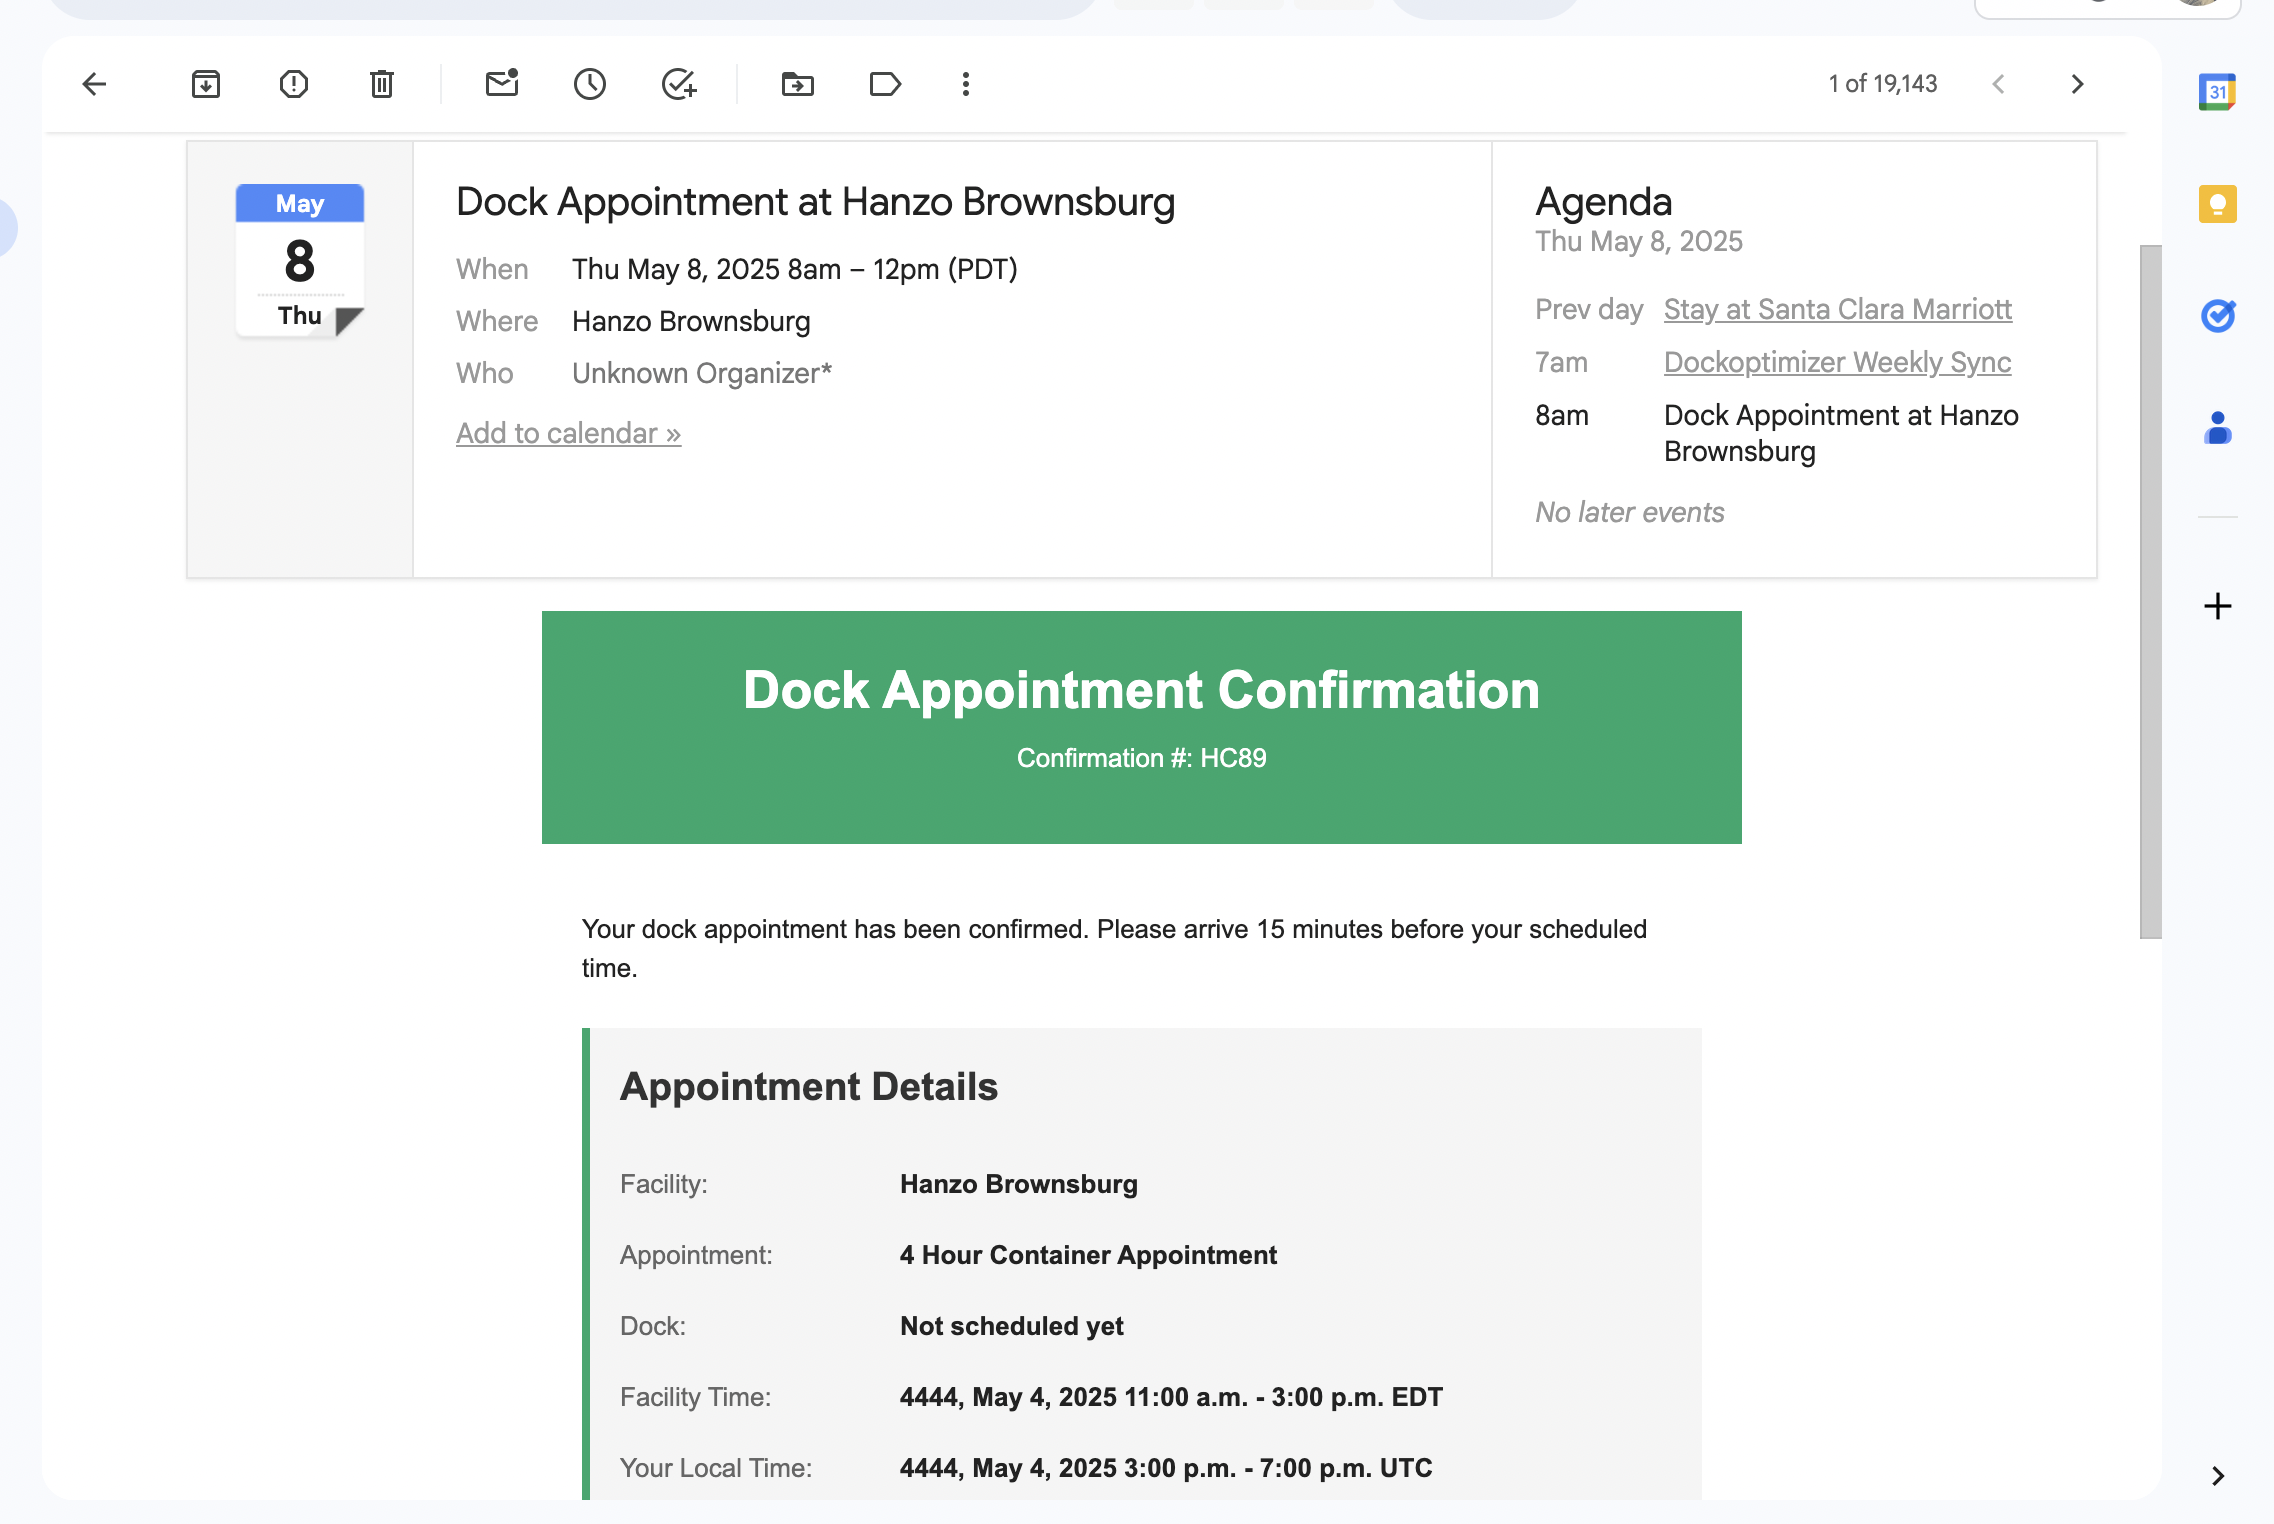 1 of 19,143
31
May
8
Thu
Dock Appointment at Hanzo Brownsburg
When Thu May 8, 2025 8am – 12pm (PDT)
Where Hanzo Brownsburg
Who Unknown Organizer*
Add to calendar »
Agenda
Thu May 8, 2025
Prev day Stay at Santa Clara Marriott
7am Dockoptimizer Weekly Sync
8am Dock Appointment at Hanzo
Brownsburg
No later events
Dock Appointment Confirmation
Confirmation #: HC89
Your dock appointment has been confirmed. Please arrive 15 minutes before your scheduled
time.
Appointment Details
Facility: Hanzo Brownsburg
Appointment: 4 Hour Container Appointment
Dock: Not scheduled yet
Facility Time: 4444, May 4, 2025 11:00 a.m. - 3:00 p.m. EDT
Your Local Time: 4444, May 4, 2025 3:00 p.m. - 7:00 p.m. UTC